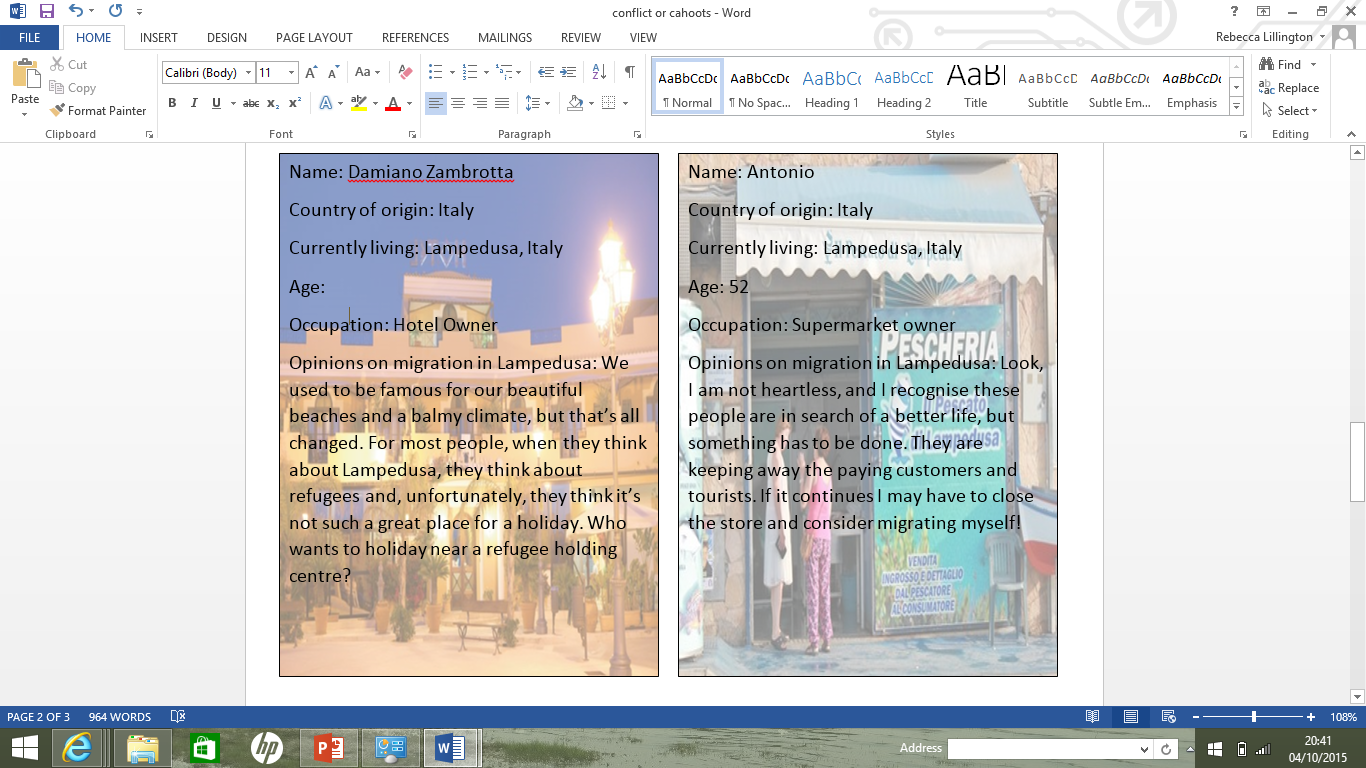 conflict or cahoots - Word
Rebecca Lillington
FILE HOME INSERT DESIGN PAGE LAYOUT REFERENCES MAILINGS REVIEW VIEW
Paste
Cut
Copy
Format Painter
Clipboard
Calibri (Body) 11
Font
Paragraph
AaBbCcDc AaBbCcDc AaBbCc AaBbCcD AaBl AaBbCcD AaBbCcDc AaBbCcDc
¶ Normal ¶ No Spac... Heading 1 Heading 2 Title Subtitle Subtle Em... Emphasis
Styles
Find
Replace
Select
Editing
Name: Damiano Zambrotta
Country of origin: Italy
Currently living: Lampedusa, Italy
Age:
Occupation: Hotel Owner
Opinions on migration in Lampedusa: We
used to be famous for our beautiful
beaches and a balmy climate, but that’s all
changed. For most people, when they think
about Lampedusa, they think about
refugees and, unfortunately, they think it’s
not such a great place for a holiday. Who
wants to holiday near a refugee holding
centre?
Name: Antonio
Country of origin: Italy
Currently living: Lampedusa, Italy
Age: 52
Occupation: Supermarket owner
Opinions on migration in Lampedusa: Look,
I am not heartless, and I recognise these
people are in search of a better life, but
something has to be done. They are
keeping away the paying customers and
tourists. If it continues I may have to close
the store and consider migrating myself!
PESCHERIA
Il Pescato
di Lampedusa
VENDITA
INGROSSO E DETTAGLIO
DAL PESCATORE
AL CONSUMATORE
PAGE 2 OF 3 964 WORDS
108%
Address
20:41
04/10/2015